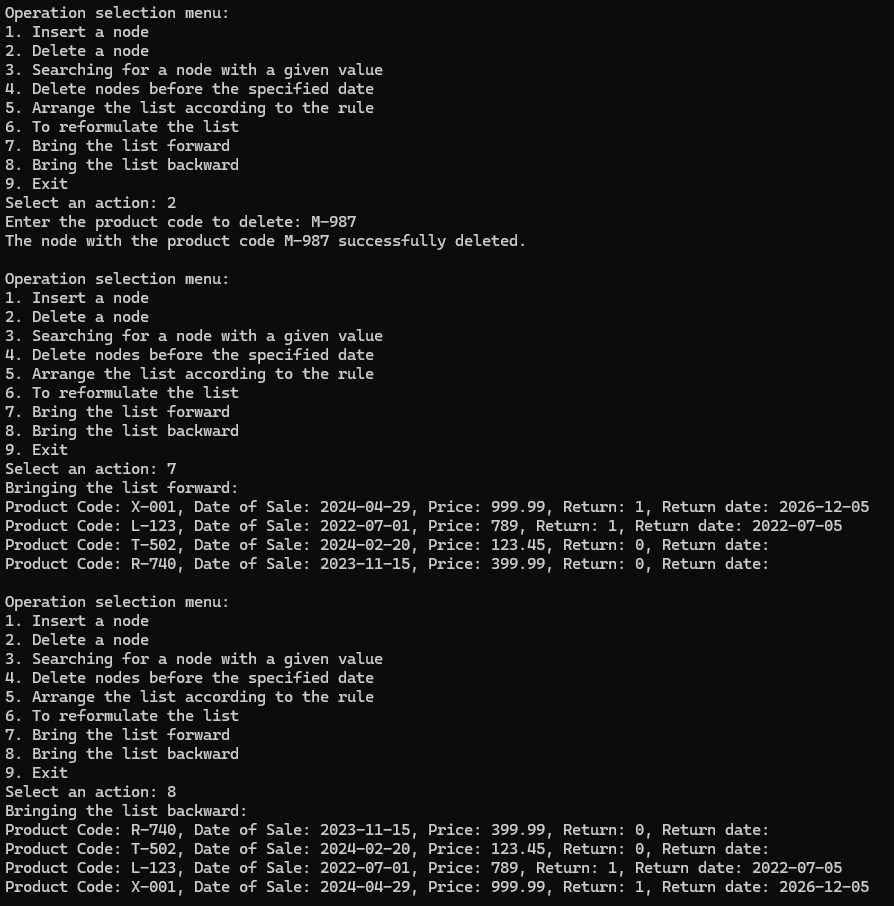 Operation selection menu:
1. Insert a node
2. Delete a node
3. Searching for a node with a given value
4. Delete nodes before the specified date
5. Arrange the list according to the rule
6. To reformulate the list
7. Bring the list forward
8. Bring the list backward
9. Exit
Select an action: 2
Enter the product code to delete: M-987
The node with the product code M-987 successfully deleted.

Operation selection menu:
1. Insert a node
2. Delete a node
3. Searching for a node with a given value
4. Delete nodes before the specified date
5. Arrange the list according to the rule
6. To reformulate the list
7. Bring the list forward
8. Bring the list backward
9. Exit
Select an action: 7
Bringing the list forward:
Product Code: X-001, Date of Sale: 2024-04-29, Price: 999.99, Return: 1, Return date: 2026-12-05
Product Code: L-123, Date of Sale: 2022-07-01, Price: 789, Return: 1, Return date: 2022-07-05
Product Code: T-502, Date of Sale: 2024-02-20, Price: 123.45, Return: 0, Return date:
Product Code: R-740, Date of Sale: 2023-11-15, Price: 399.99, Return: 0, Return date:

Operation selection menu:
1. Insert a node
2. Delete a node
3. Searching for a node with a given value
4. Delete nodes before the specified date
5. Arrange the list according to the rule
6. To reformulate the list
7. Bring the list forward
8. Bring the list backward
9. Exit
Select an action: 8
Bringing the list backward:
Product Code: R-740, Date of Sale: 2023-11-15, Price: 399.99, Return: 0, Return date:
Product Code: T-502, Date of Sale: 2024-02-20, Price: 123.45, Return: 0, Return date:
Product Code: L-123, Date of Sale: 2022-07-01, Price: 789, Return: 1, Return date: 2022-07-05
Product Code: X-001, Date of Sale: 2024-04-29, Price: 999.99, Return: 1, Return date: 2026-12-05